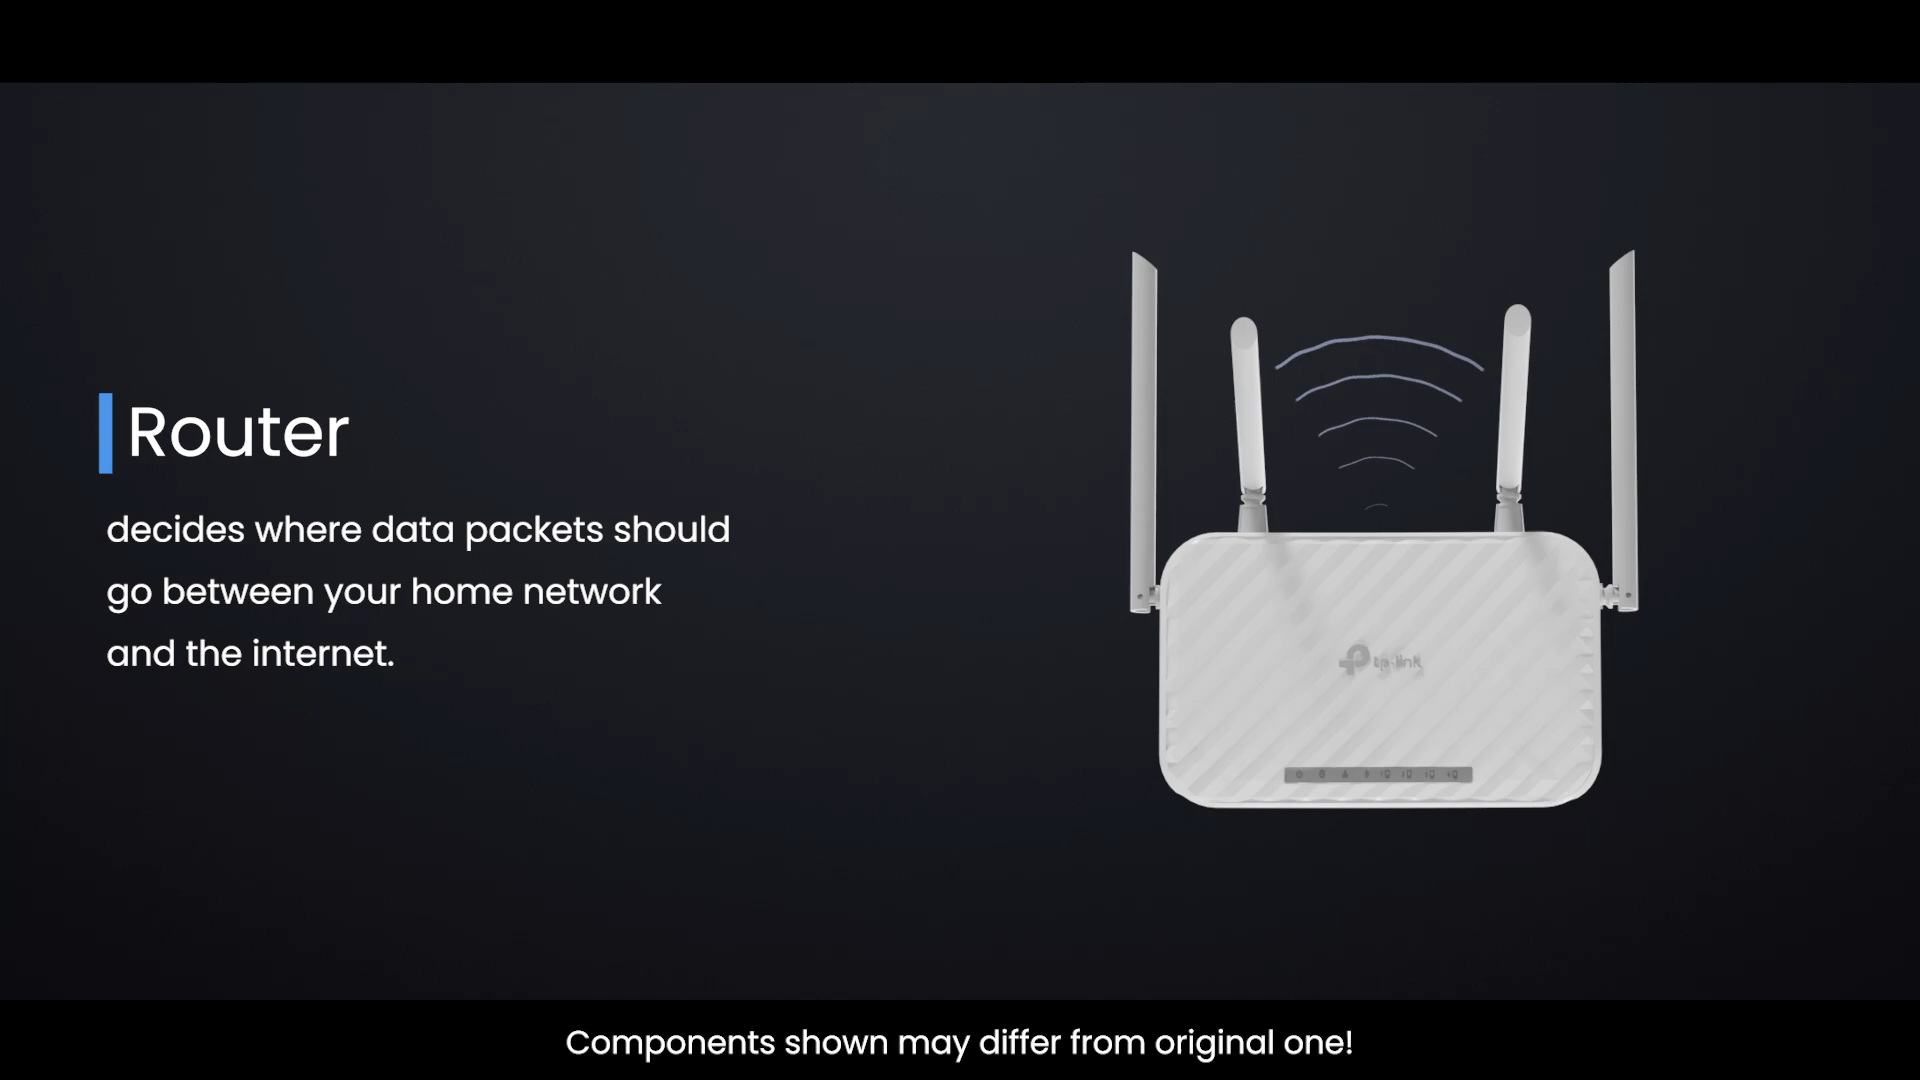 Router
decides where data packets should
go between your home network
and the internet.
tp-link
Components shown may differ from original one!